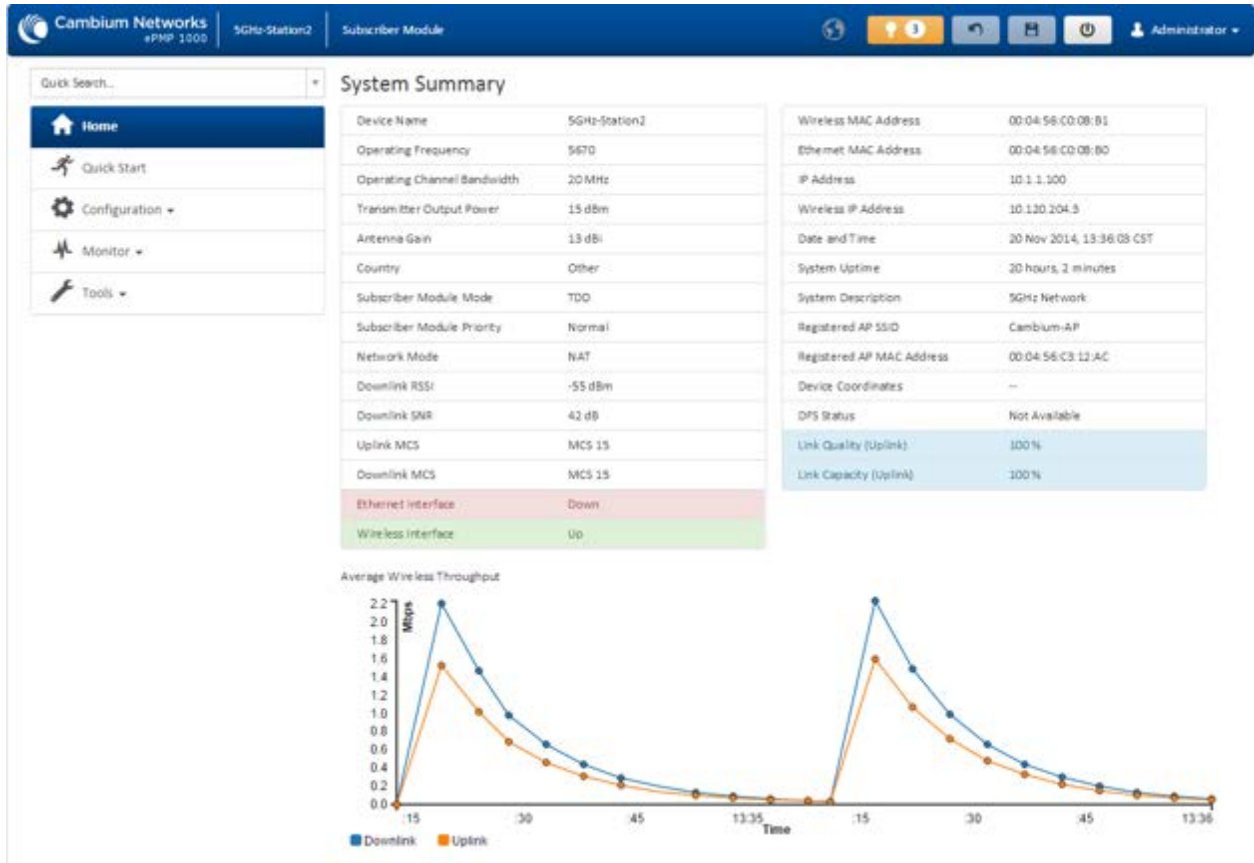 Cambium Networks
ePMP 1000
5GHz-Station2
Subscriber Module
3
Administrator
Quick Search...
Home
Quick Start
Configuration
Monitor
Tools
System Summary
Device Name 5GHz-Station2
Operating Frequency 5670
Operating Channel Bandwidth 20 MHz
Transmitter Output Power 15 dBm
Antenna Gain 13 dBi
Country Other
Subscriber Module Mode TDD
Subscriber Module Priority Normal
Network Mode NAT
Downlink RSSI -55 dBm
Downlink SNR 42 dB
Uplink MCS MCS 15
Downlink MCS MCS 15
Ethernet Interface Down
Wireless Interface Up
Wireless MAC Address 00:04:56:C0:0B:B1
Ethernet MAC Address 00:04:56:C0:0B:B0
IP Address 10.1.1.100
Wireless IP Address 10.120.204.3
Date and Time 20 Nov 2014, 13:36:03 CST
System Uptime 20 hours, 2 minutes
System Description 5GHz Network
Registered AP SSID Cambium-AP
Registered AP MAC Address 00:04:56:C3:12:AC
Device Coordinates --
DFS Status Not Available
Link Quality (Uplink) 100 %
Link Capacity (Uplink) 100 %
Average Wireless Throughput
Mbps
2.2
2.0
1.8
1.6
1.4
1.2
1.0
0.8
0.6
0.4
0.2
0.0
:15 :30 :45 13:35 :15 :30 :45 13:36
Time
Downlink Uplink